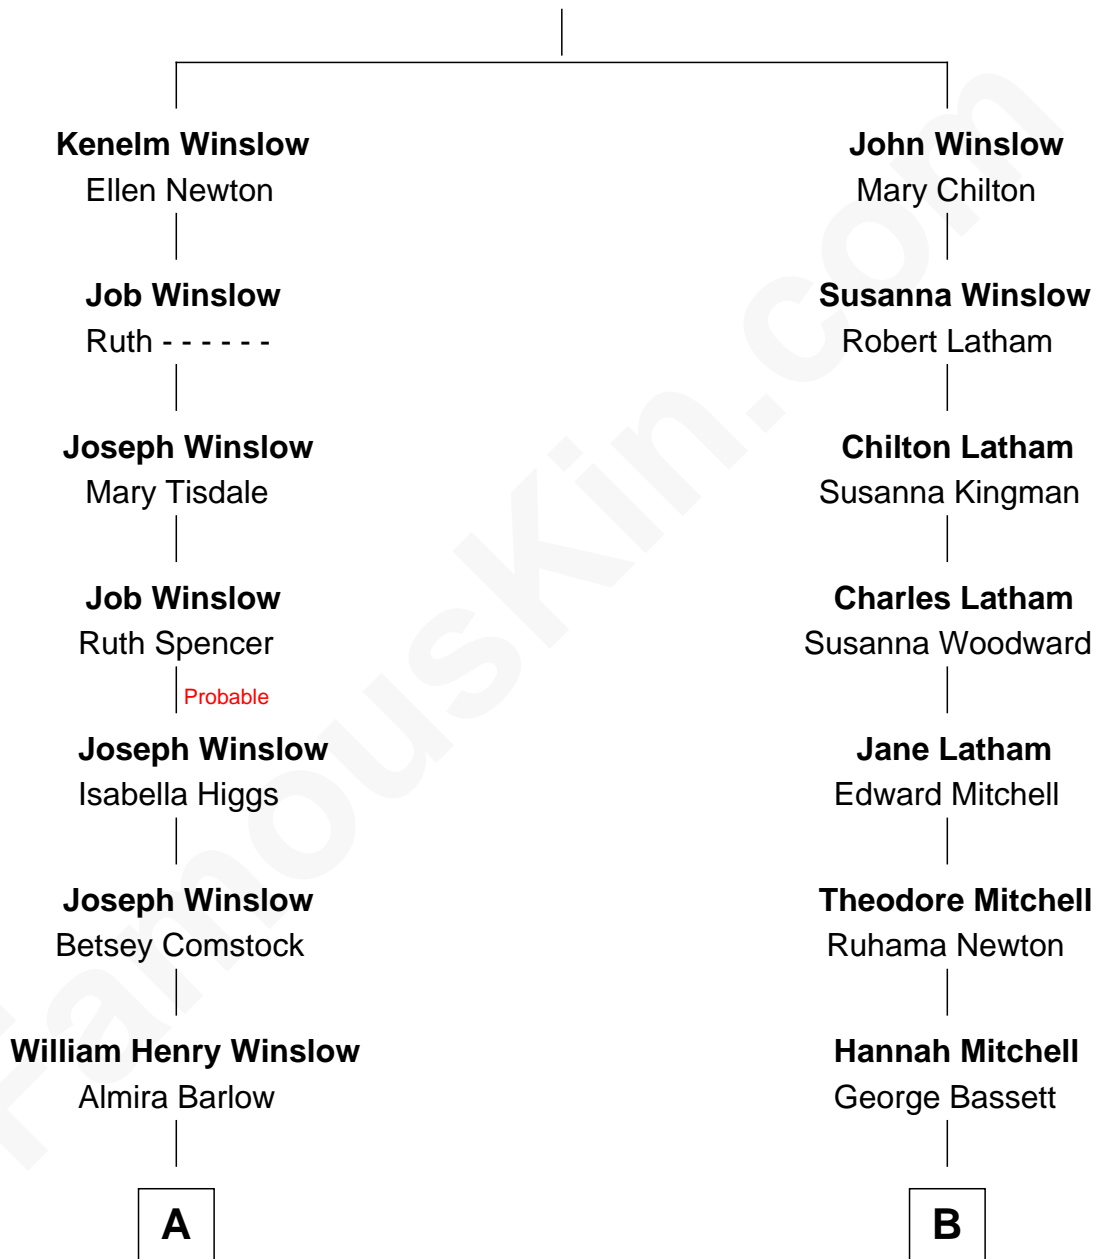 Kenelm Winslow
Ellen Newton
Job Winslow
Ruth - - - - - -
Joseph Winslow
Mary Tisdale
Job Winslow
Ruth Spencer
Probable
Joseph Winslow
Isabella Higgs
Joseph Winslow
Betsey Comstock
William Henry Winslow
Almira Barlow
A
John Winslow
Mary Chilton
Susanna Winslow
Robert Latham
Chilton Latham
Susanna Kingman
Charles Latham
Susanna Woodward
Jane Latham
Edward Mitchell
Theodore Mitchell
Ruhama Newton
Hannah Mitchell
George Bassett
B
FamousKin.com